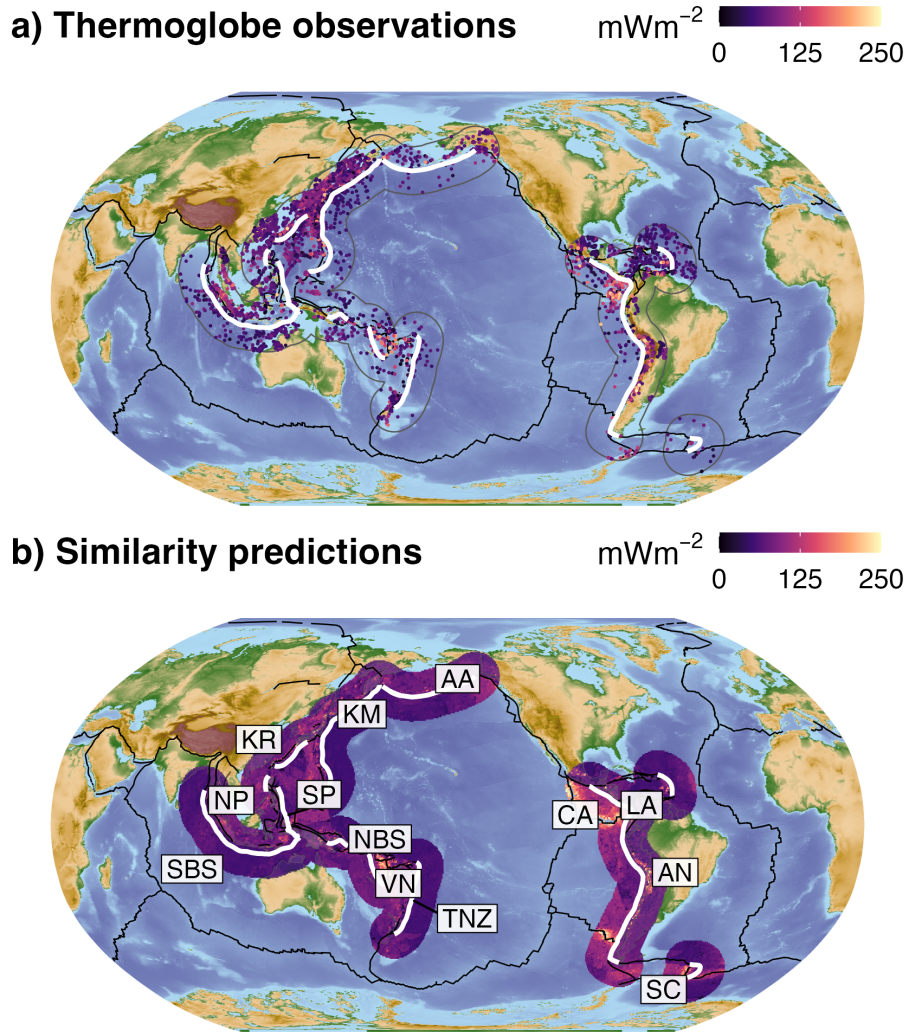 a) Thermoglobe observations
mWm−2
0 125 250
b) Similarity predictions
mWm−2
0 125 250
AA
KM
KR
NP
SP
CA
LA
NBS
SBS
VN
AN
TNZ
SC